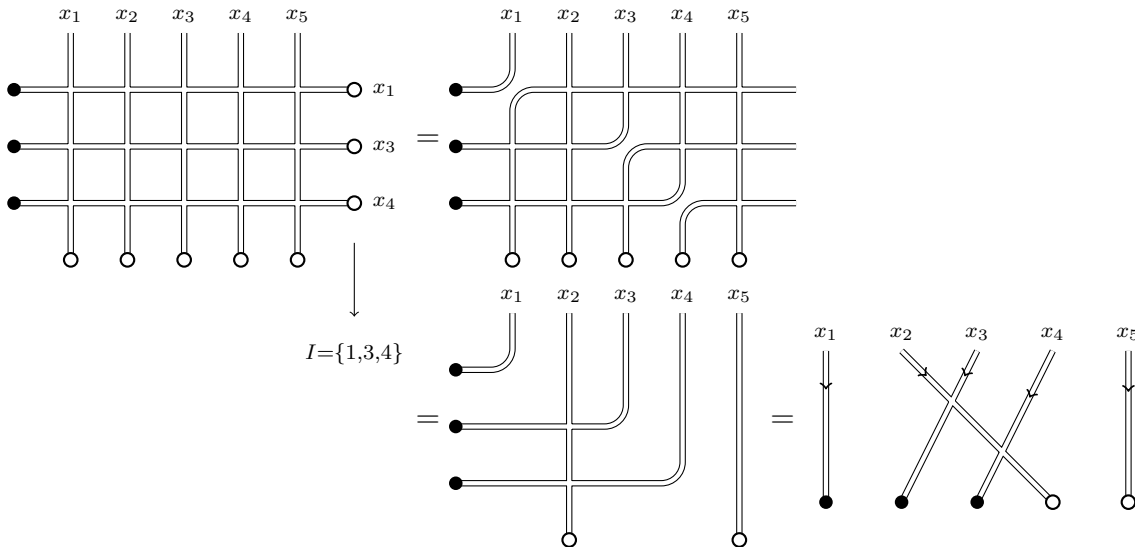 x₁ x₂ x₃ x₄ x₅ x₁ x₂ x₃ x₄ x₅
x₁
=
x₃
x₄
x₁ x₂ x₃ x₄ x₅
I={1,3,4}
x₁ x₂ x₃ x₄ x₅
= =